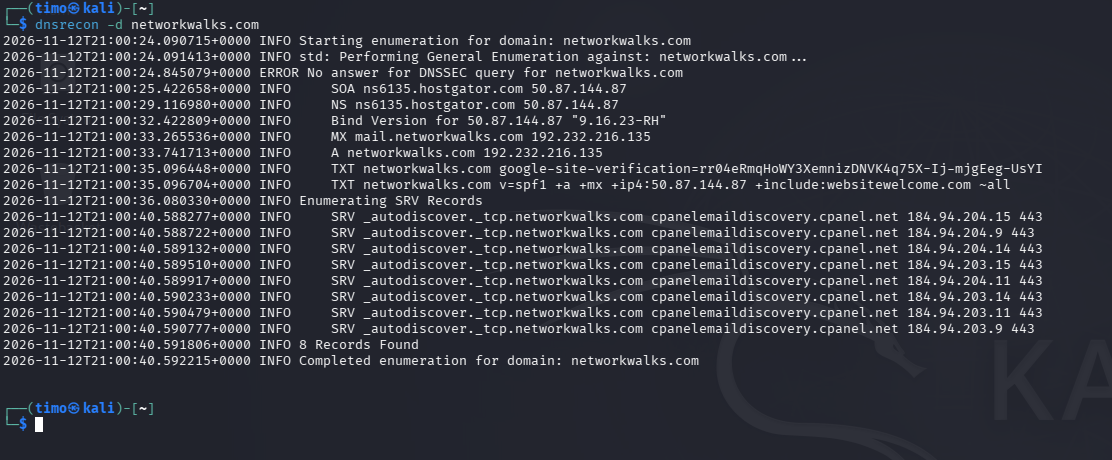 ┌──(timo㉿kali)-[~]
└─$ dnsrecon -d networkwalks.com
2026-11-12T21:00:24.090715+0000 INFO Starting enumeration for domain: networkwalks.com
2026-11-12T21:00:24.091413+0000 INFO std: Performing General Enumeration against: networkwalks.com...
2026-11-12T21:00:24.845079+0000 ERROR No answer for DNSSEC query for networkwalks.com
2026-11-12T21:00:25.422658+0000 INFO     SOA ns6135.hostgator.com 50.87.144.87
2026-11-12T21:00:29.116980+0000 INFO     NS ns6135.hostgator.com 50.87.144.87
2026-11-12T21:00:32.422809+0000 INFO     Bind Version for 50.87.144.87 "9.16.23-RH"
2026-11-12T21:00:33.265536+0000 INFO     MX mail.networkwalks.com 192.232.216.135
2026-11-12T21:00:33.741713+0000 INFO     A networkwalks.com 192.232.216.135
2026-11-12T21:00:35.096448+0000 INFO     TXT networkwalks.com google-site-verification=rr04eRmqHoWY3XemnizDNVK4q75X-Ij-mjgEeg-UsYI
2026-11-12T21:00:35.096704+0000 INFO     TXT networkwalks.com v=spf1 +a +mx +ip4:50.87.144.87 +include:websitewelcome.com ~all
2026-11-12T21:00:36.080330+0000 INFO Enumerating SRV Records
2026-11-12T21:00:40.588277+0000 INFO     SRV _autodiscover._tcp.networkwalks.com cpanelemaildiscovery.cpanel.net 184.94.204.15 443
2026-11-12T21:00:40.588722+0000 INFO     SRV _autodiscover._tcp.networkwalks.com cpanelemaildiscovery.cpanel.net 184.94.204.9 443
2026-11-12T21:00:40.589132+0000 INFO     SRV _autodiscover._tcp.networkwalks.com cpanelemaildiscovery.cpanel.net 184.94.204.14 443
2026-11-12T21:00:40.589510+0000 INFO     SRV _autodiscover._tcp.networkwalks.com cpanelemaildiscovery.cpanel.net 184.94.203.15 443
2026-11-12T21:00:40.589917+0000 INFO     SRV _autodiscover._tcp.networkwalks.com cpanelemaildiscovery.cpanel.net 184.94.204.11 443
2026-11-12T21:00:40.590233+0000 INFO     SRV _autodiscover._tcp.networkwalks.com cpanelemaildiscovery.cpanel.net 184.94.203.14 443
2026-11-12T21:00:40.590479+0000 INFO     SRV _autodiscover._tcp.networkwalks.com cpanelemaildiscovery.cpanel.net 184.94.203.11 443
2026-11-12T21:00:40.590777+0000 INFO     SRV _autodiscover._tcp.networkwalks.com cpanelemaildiscovery.cpanel.net 184.94.203.9 443
2026-11-12T21:00:40.591806+0000 INFO 8 Records Found
2026-11-12T21:00:40.592215+0000 INFO Completed enumeration for domain: networkwalks.com
┌──(timo㉿kali)-[~]
└─$
KA